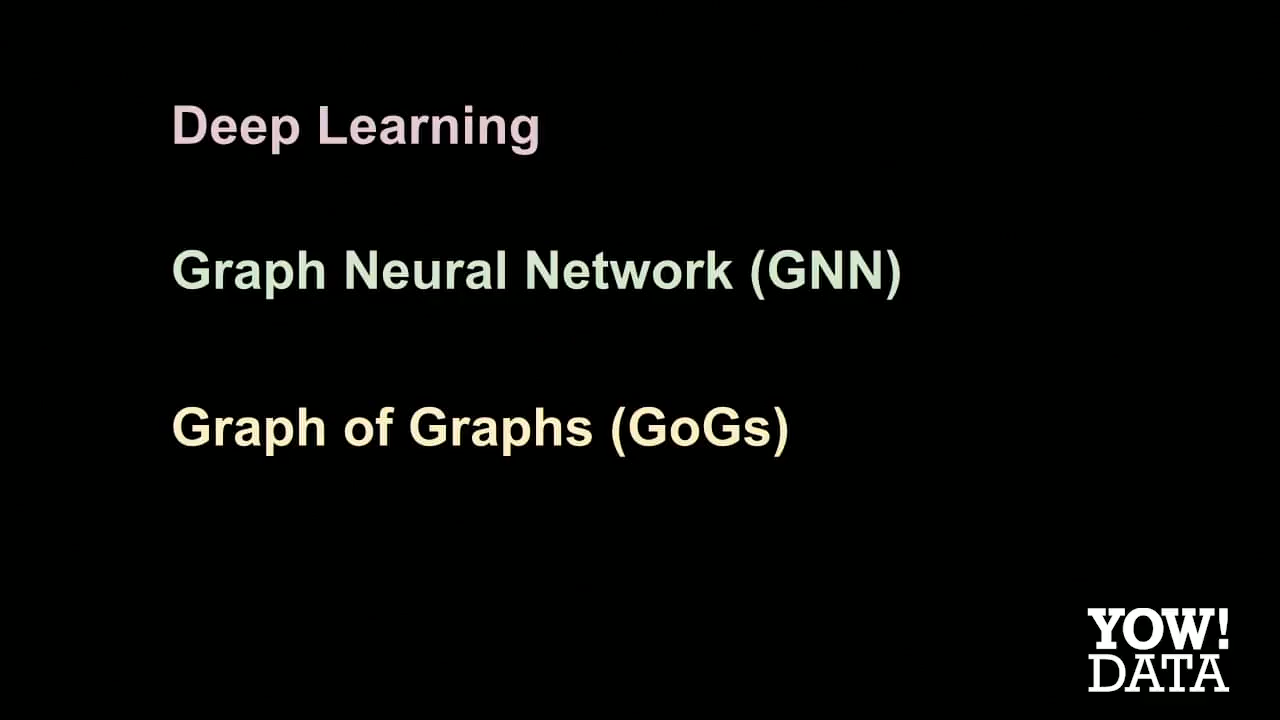 Deep Learning
Graph Neural Network (GNN)
Graph of Graphs (GoGs)
YOW!
DATA